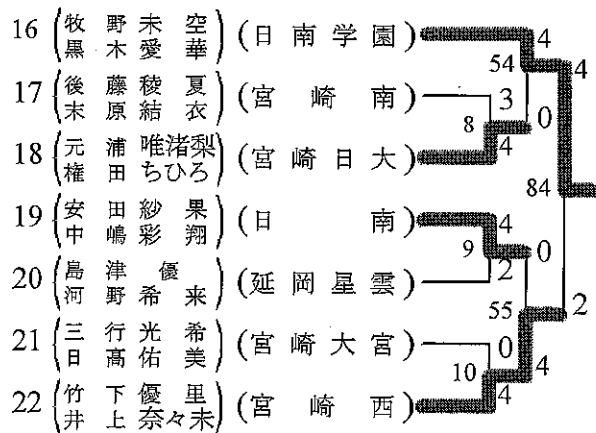 16 (牧野未空 黒木愛華) (日南学園) 4
54 4
17 (後藤稜夏 末原結衣) (宮崎南) 3
8 0
18 (元浦唯渚梨 権田ちひろ) (宮崎日大) 4
84
19 (安田紗果 中嶋彩翔) (日南) 4
9 0
20 (島津優 河野希来) (延岡星雲) 2
55 2
21 (三行光希 日高佑美) (宮崎大宮) 0
10 4
22 (竹下優里 井上奈々未) (宮崎西) 4